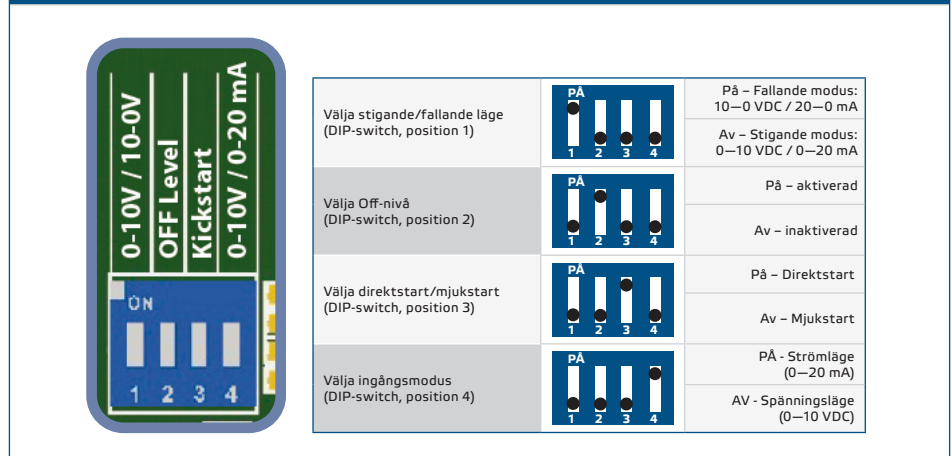 0-10V / 10-0V
OFF Level
Kickstart
0-10V / 0-20 mA
ON
1 2 3 4
Välja stigande/fallande läge
(DIP-switch, position 1)
PÅ
1 2 3 4
På – Fallande modus:
10—0 VDC / 20—0 mA
Av – Stigande modus:
0—10 VDC / 0—20 mA
Välja Off-nivå
(DIP-switch, position 2)
PÅ
1 2 3 4
På – aktiverad
Av – inaktiverad
Välja direktstart/mjukstart
(DIP-switch, position 3)
PÅ
1 2 3 4
På – Direktstart
Av – Mjukstart
Välja ingångsmodus
(DIP-switch, position 4)
PÅ
1 2 3 4
PÅ - Strömläge
(0—20 mA)
AV - Spänningsläge
(0—10 VDC)